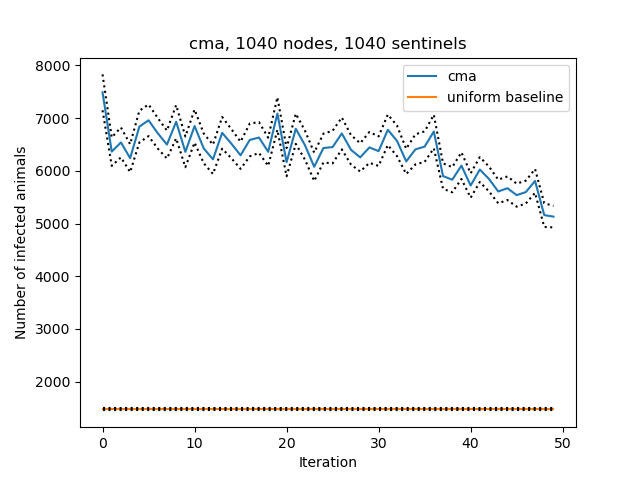 cma, 1040 nodes, 1040 sentinels
cma
uniform baseline
Number of infected animals
8000
7000
6000
5000
4000
3000
2000
0
10
20
30
40
50
Iteration